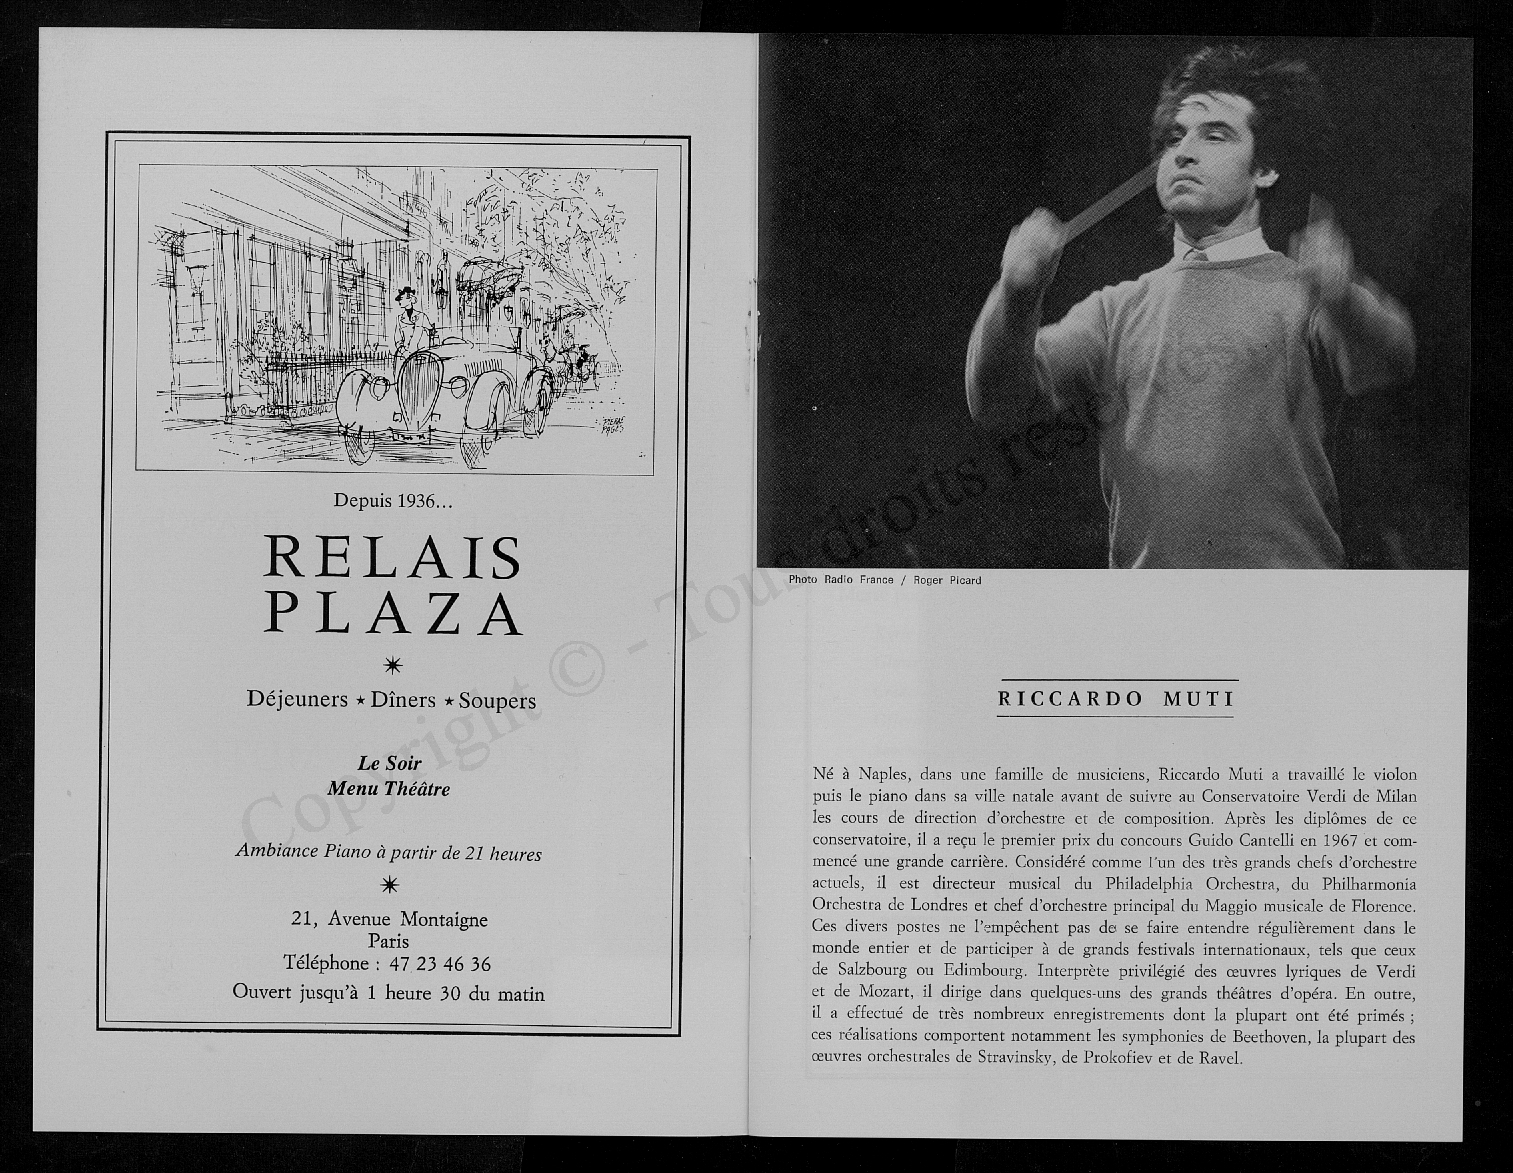 PIERRE
PAGES
Depuis 1936...
RELAIS
PLAZA
Déjeuners ★ Dîners ★ Soupers
Le Soir
Menu Théâtre
Ambiance Piano à partir de 21 heures
21, Avenue Montaigne
Paris
Téléphone : 47 23 46 36
Ouvert jusqu'à 1 heure 30 du matin
Copyright © - Tous droits rése
Photo Radio France / Roger Picard
RICCARDO MUTI
Né à Naples, dans une famille de musiciens, Riccardo Muti a travaillé le violon
puis le piano dans sa ville natale avant de suivre au Conservatoire Verdi de Milan
les cours de direction d'orchestre et de composition. Après les diplômes de ce
conservatoire, il a reçu le premier prix du concours Guido Cantelli en 1967 et com-
mencé une grande carrière. Considéré comme l'un des très grands chefs d'orchestre
actuels, il est directeur musical du Philadelphia Orchestra, du Philharmonia
Orchestra de Londres et chef d'orchestre principal du Maggio musicale de Florence.
Ces divers postes ne l'empêchent pas de se faire entendre régulièrement dans le
monde entier et de participer à de grands festivals internationaux, tels que ceux
de Salzbourg ou Edimbourg. Interprète privilégié des œuvres lyriques de Verdi
et de Mozart, il dirige dans quelques-uns des grands théâtres d'opéra. En outre,
il a effectué de très nombreux enregistrements dont la plupart ont été primés ;
ces réalisations comportent notamment les symphonies de Beethoven, la plupart des
œuvres orchestrales de Stravinsky, de Prokofiev et de Ravel.